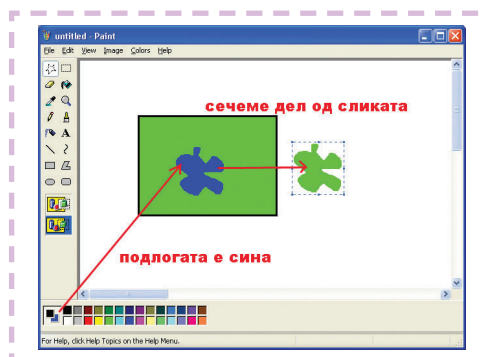 untitled - Paint
File Edit View Image Colors Help
сечеме дел од сликата
подлогата е сина
For Help, click Help Topics on the Help Menu.